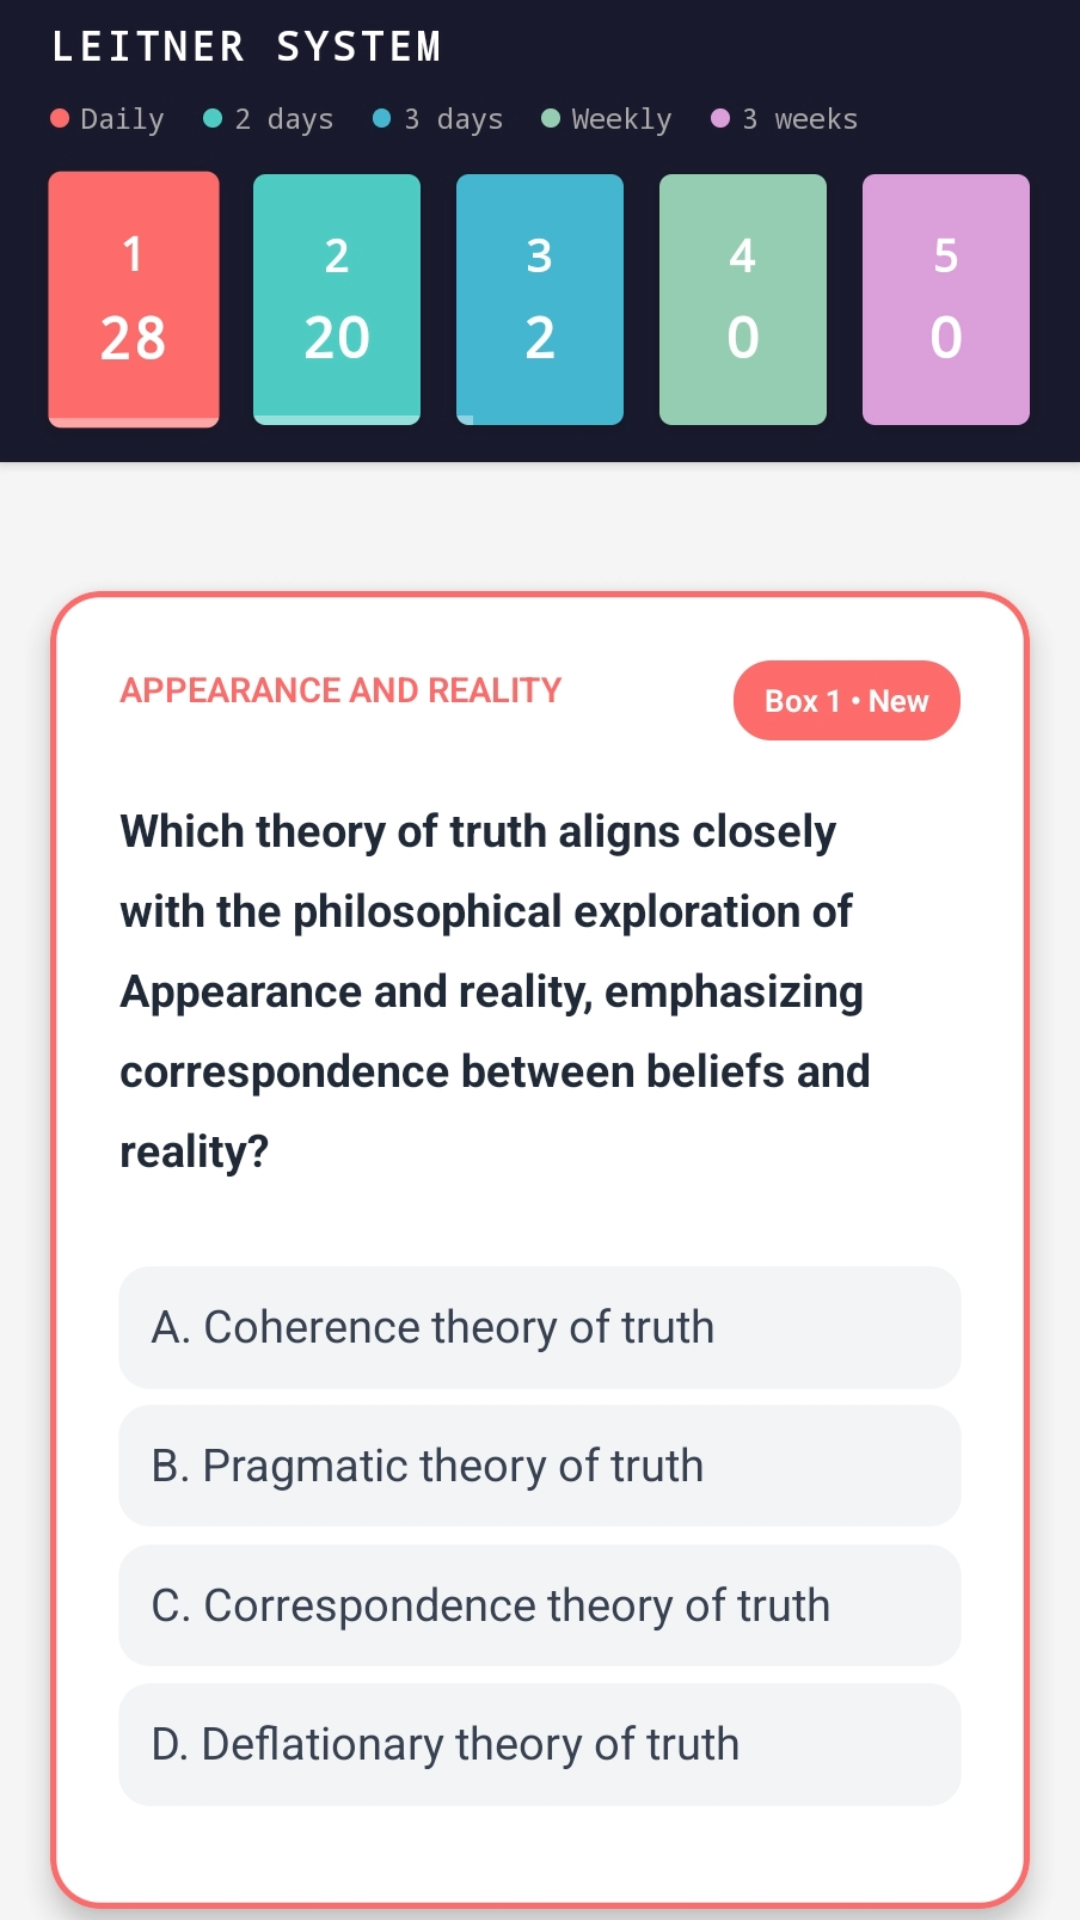 LEITNER SYSTEM
Daily 2 days 3 days Weekly 3 weeks
1 2 3 4 5
28 20 2 0 0
APPEARANCE AND REALITY
Box 1 • New
Which theory of truth aligns closely
with the philosophical exploration of
Appearance and reality, emphasizing
correspondence between beliefs and
reality?
A. Coherence theory of truth
B. Pragmatic theory of truth
C. Correspondence theory of truth
D. Deflationary theory of truth